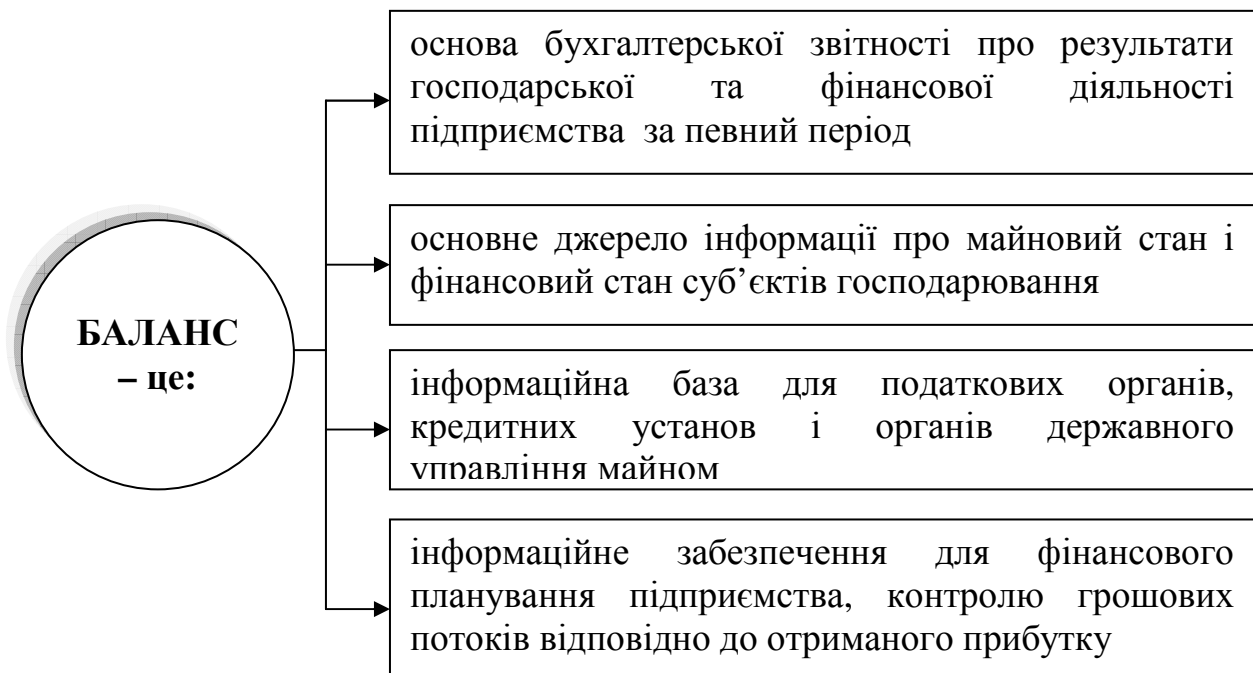 основа бухгалтерської звітності про результати
господарської та фінансової діяльності
підприємства за певний період
основне джерело інформації про майновий стан і
фінансовий стан суб’єктів господарювання
БАЛАНС
– це:
інформаційна база для податкових органів,
кредитних установ і органів державного
управління майном
інформаційне забезпечення для фінансового
планування підприємства, контролю грошових
потоків відповідно до отриманого прибутку